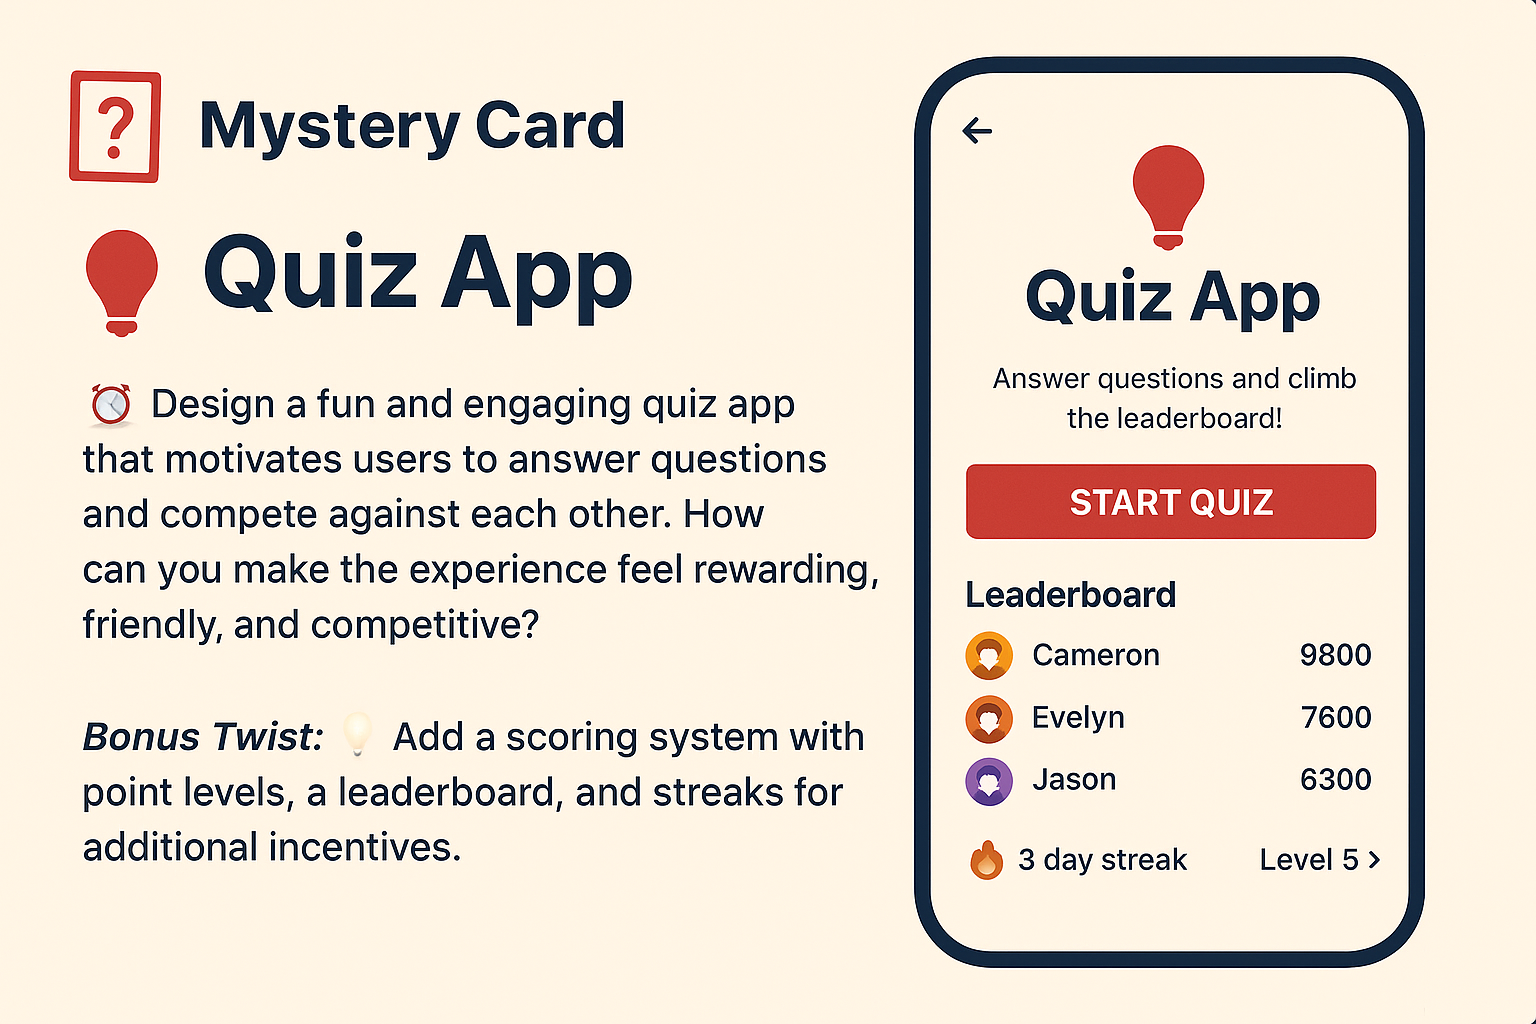 ?
Mystery Card
Quiz App
Design a fun and engaging quiz app
that motivates users to answer questions
and compete against each other. How
can you make the experience feel rewarding,
friendly, and competitive?
Bonus Twist: Add a scoring system with
point levels, a leaderboard, and streaks for
additional incentives.
Quiz App
Answer questions and climb
the leaderboard!
START QUIZ
Leaderboard
Cameron 9800
Evelyn 7600
Jason 6300
3 day streak Level 5 >